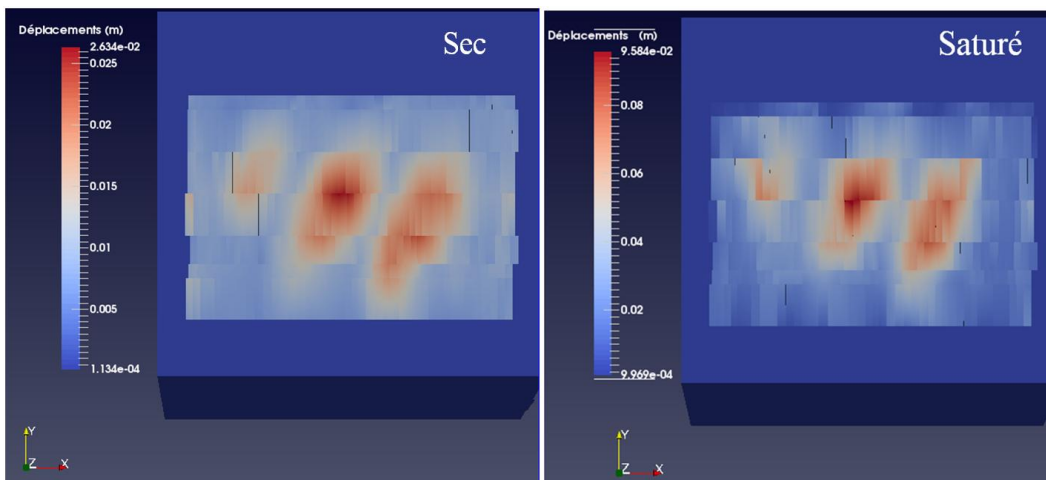 Déplacements (m)
2.634e-02
0.025
0.02
0.015
0.01
0.005
1.134e-04
Sec
Y
Z
X
Déplacements (m)
9.584e-02
0.08
0.06
0.04
0.02
9.969e-04
Saturé
Y
Z
X